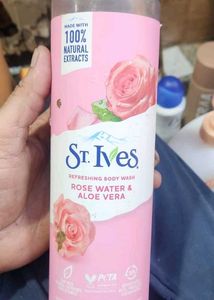 MADE WITH
100%
NATURAL
EXTRACTS
ST. IVES
REFRESHING BODY WASH
ROSE WATER &
ALOE VERA
PETA